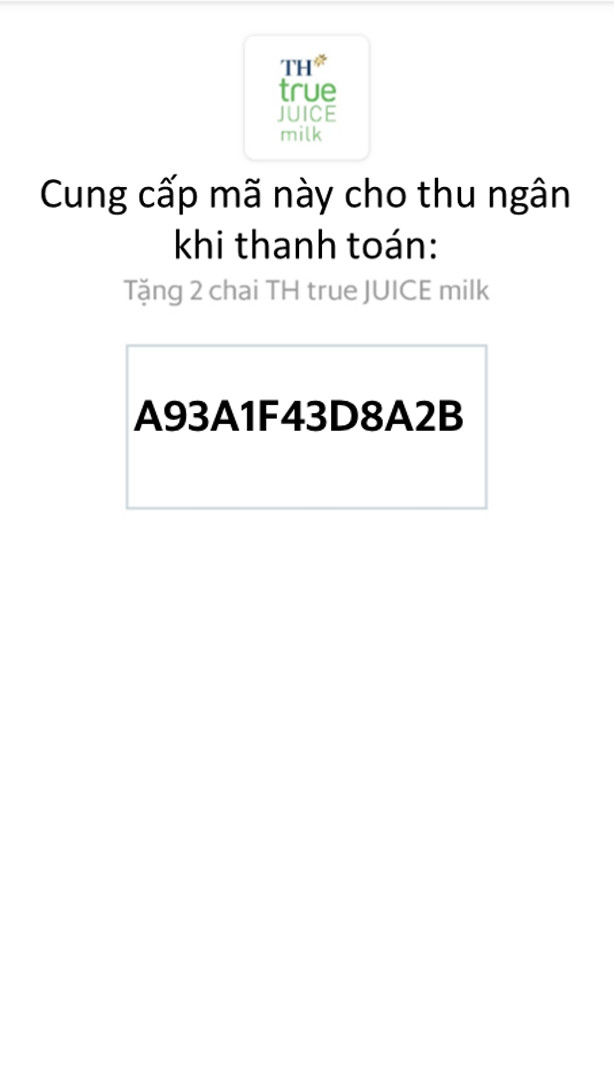 TH
true
JUICE
milk
Cung cấp mã này cho thu ngân
khi thanh toán:
Tặng 2 chai TH true JUICE milk
A93A1F43D8A2B